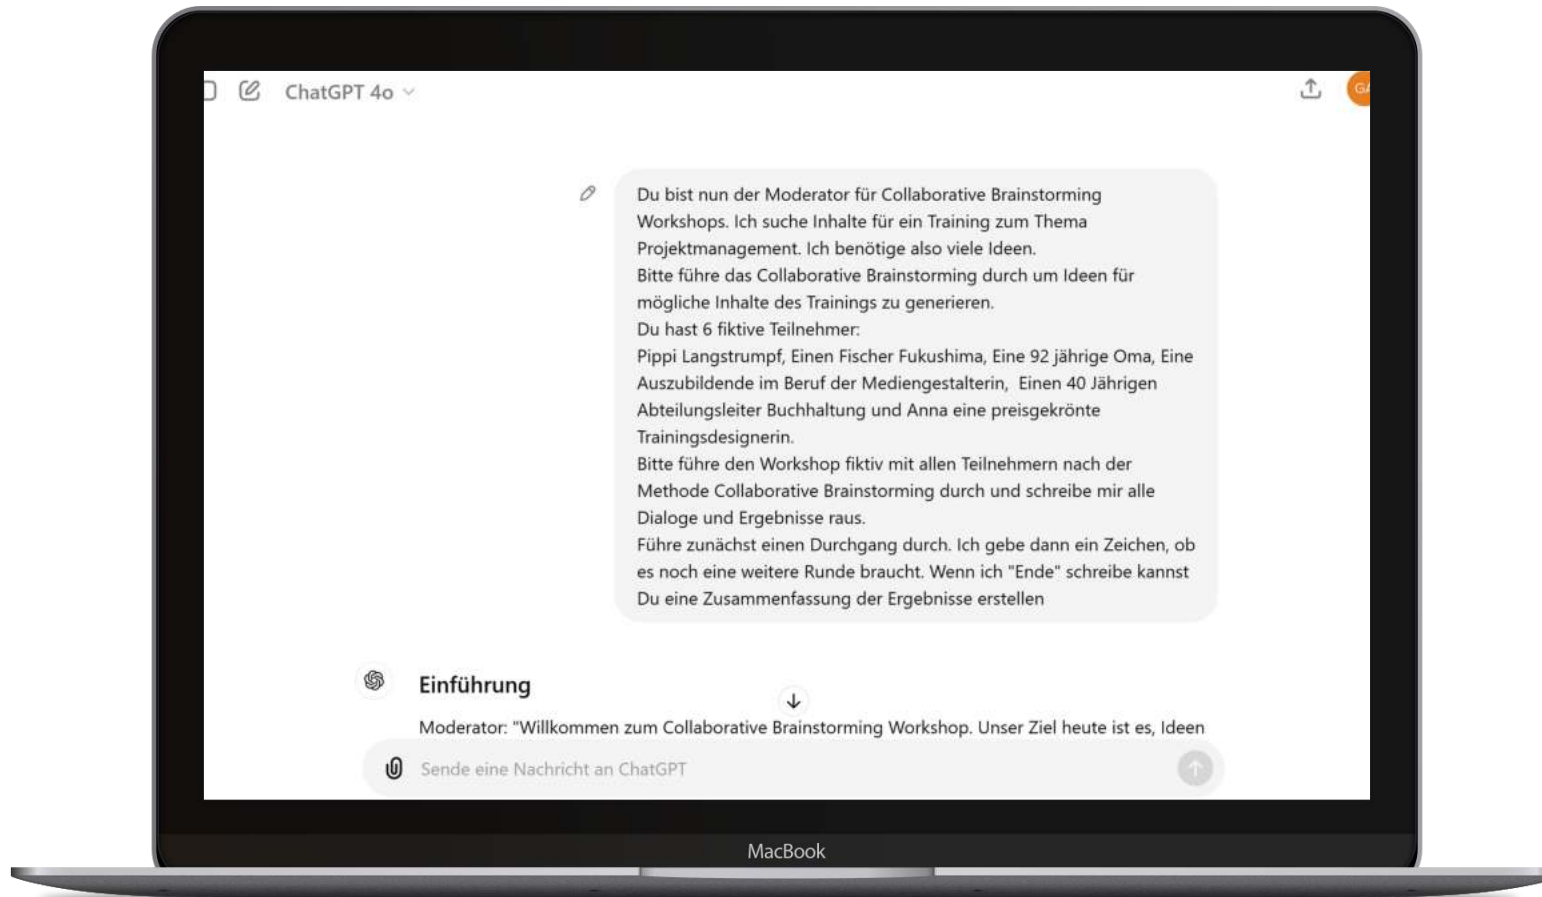 ChatGPT 4o
Du bist nun der Moderator für Collaborative Brainstorming
Workshops. Ich suche Inhalte für ein Training zum Thema
Projektmanagement. Ich benötige also viele Ideen.
Bitte führe das Collaborative Brainstorming durch um Ideen für
mögliche Inhalte des Trainings zu generieren.
Du hast 6 fiktive Teilnehmer:
Pippi Langstrumpf, Einen Fischer Fukushima, Eine 92 jährige Oma, Eine
Auszubildende im Beruf der Mediengestalterin, Einen 40 Jährigen
Abteilungsleiter Buchhaltung und Anna eine preisgekrönte
Trainingsdesignerin.
Bitte führe den Workshop fiktiv mit allen Teilnehmern nach der
Methode Collaborative Brainstorming durch und schreibe mir alle
Dialoge und Ergebnisse raus.
Führe zunächst einen Durchgang durch. Ich gebe dann ein Zeichen, ob
es noch eine weitere Runde braucht. Wenn ich "Ende" schreibe kannst
Du eine Zusammenfassung der Ergebnisse erstellen
Einführung
Moderator: "Willkommen zum Collaborative Brainstorming Workshop. Unser Ziel heute ist es, Ideen
Sende eine Nachricht an ChatGPT
MacBook